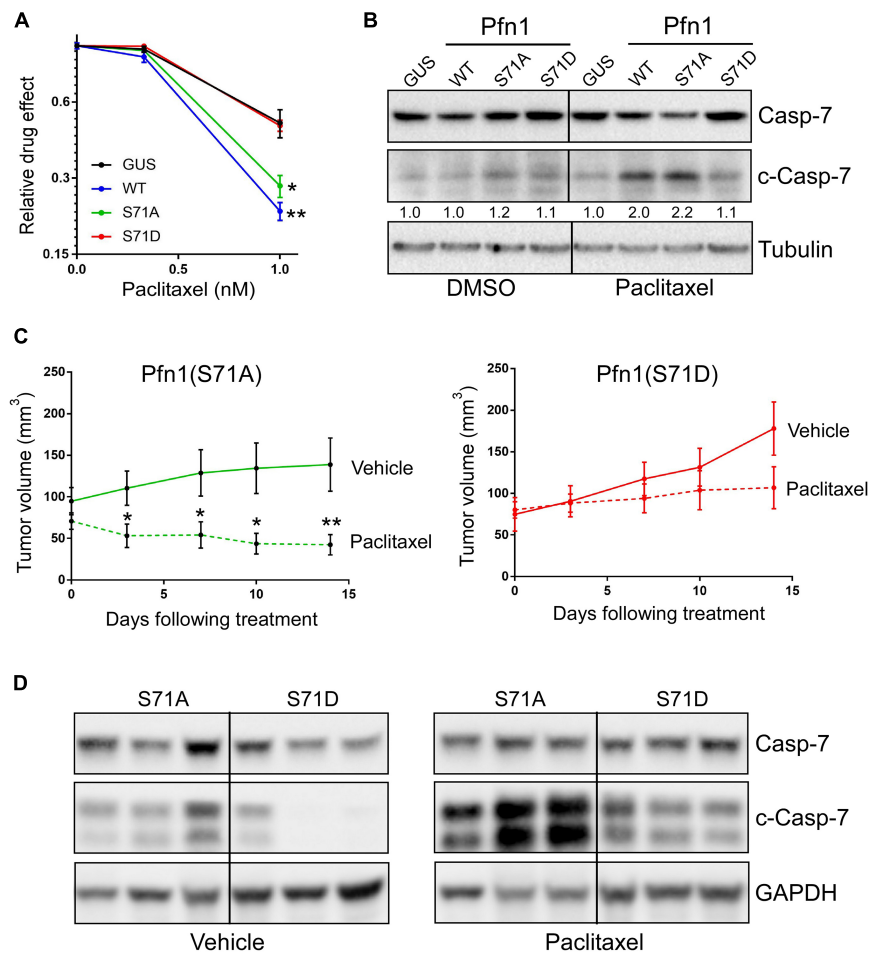 A
Relative drug effect
0.6
0.3
0.15
GUS
WT
S71A
S71D
*
**
0.0 0.5 1.0
Paclitaxel (nM)
B
Pfn1 Pfn1
GUS WT S71A S71D GUS WT S71A S71D
Casp-7
c-Casp-7
1.0 1.0 1.2 1.1 1.0 2.0 2.2 1.1
Tubulin
DMSO Paclitaxel
C
Pfn1(S71A)
Tumor volume (mm3)
250
200
150
100
50
0
Vehicle
* * * **
Paclitaxel
0 5 10 15
Days following treatment
Pfn1(S71D)
Tumor volume (mm3)
250
200
150
100
50
0
Vehicle
Paclitaxel
0 5 10 15
Days following treatment
D
S71A S71D S71A S71D
Casp-7
c-Casp-7
GAPDH
Vehicle Paclitaxel